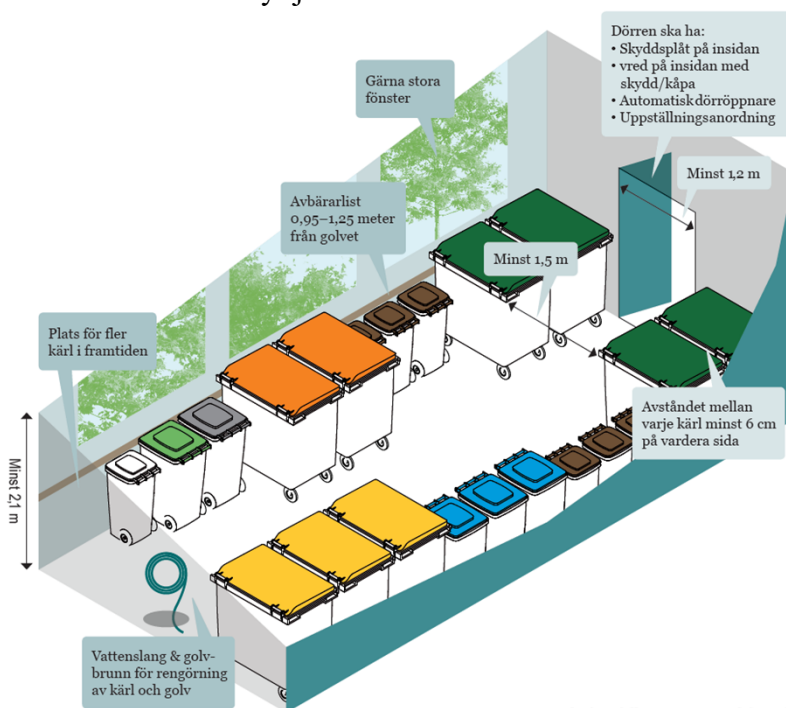 Dörren ska ha:
• Skyddsplåt på insidan
• vred på insidan med
skydd/kåpa
• Automatiskdörröppnare
• Uppställningsanordning
Gärna stora
fönster
Minst 1,2 m
Avbärarlist
0,95–1,25 meter
från golvet
Minst 1,5 m
Plats för fler
kärl i framtiden
Avståndet mellan
varje kärl minst 6 cm
på vardera sida
Minst 2,1 m
Vattenslang & golv-
brunn för rengörning
av kärl och golv